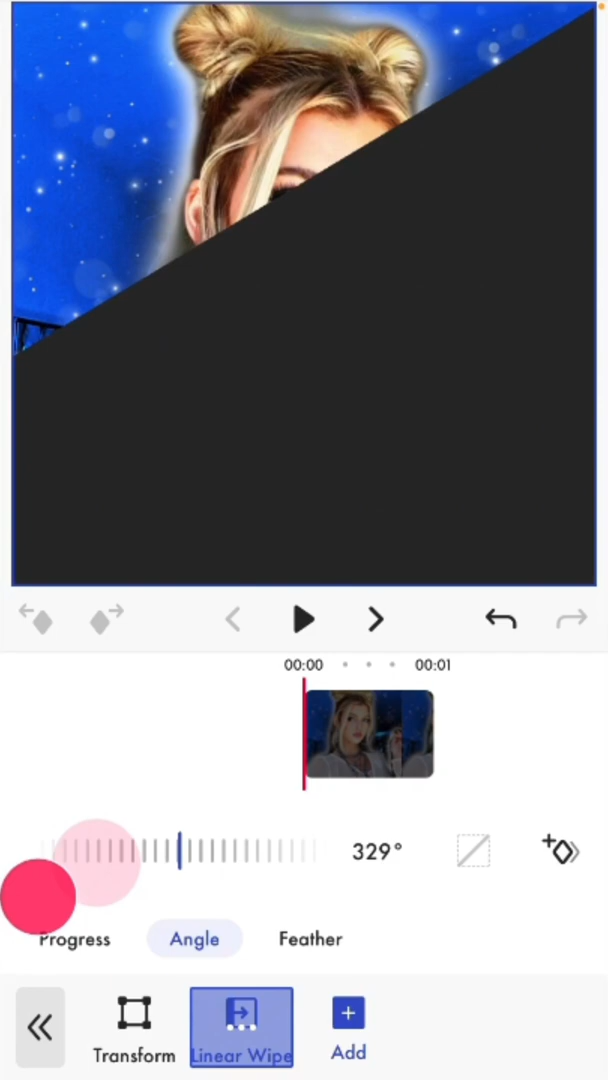 00:00
00:01
329°
Progress
Angle
Feather
Transform
Linear Wipe
Add